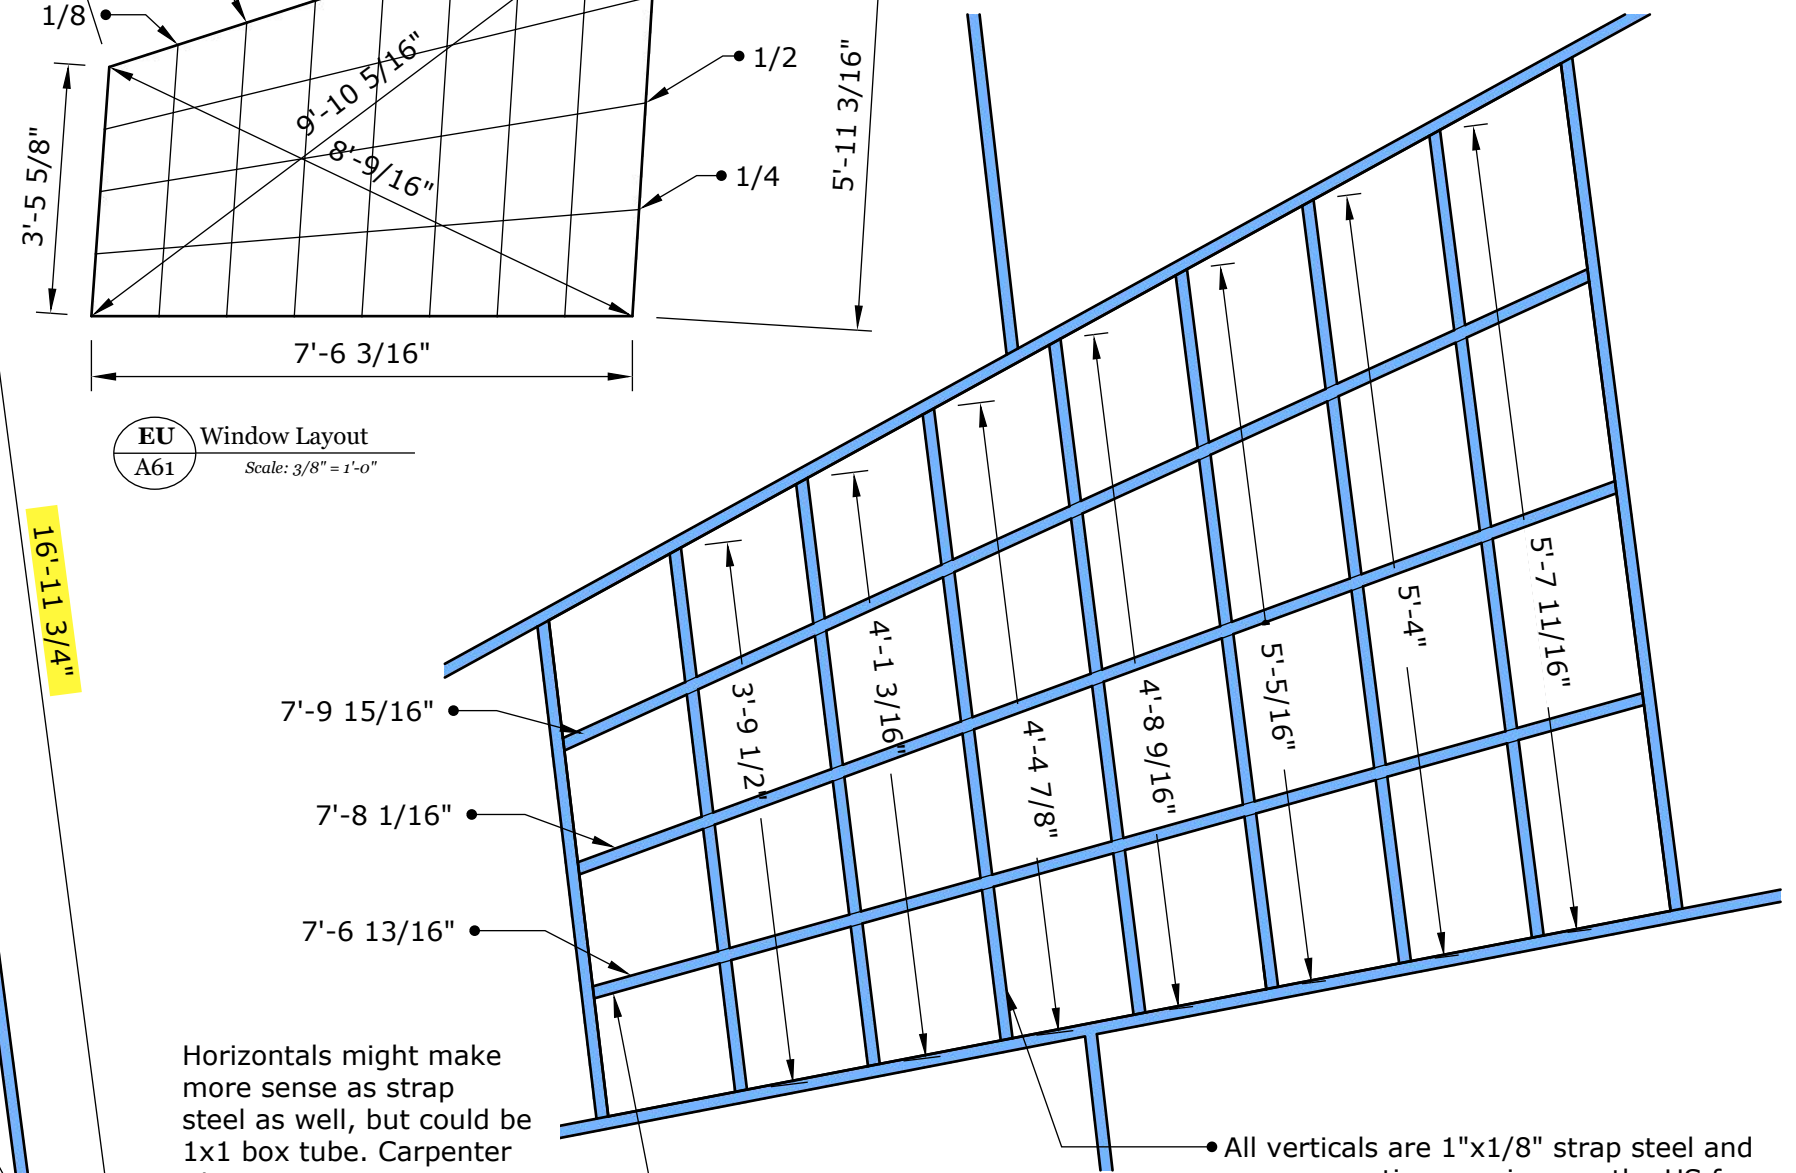 1/8
9'-10 5/16"
8'-9/16"
3'-5 5/8"
1/2
1/4
5'-11 3/16"
7'-6 3/16"
EU
A61
Window Layout
Scale: 3/8" = 1'-0"
16'-11 3/4"
7'-9 15/16"
7'-8 1/16"
7'-6 13/16"
3'-9 1/2"
4'-1 3/16"
4'-4 7/8"
4'-8 9/16"
5'-5/16"
5'-4"
5'-7 11/16"
Horizontals might make
more sense as strap
steel as well, but could be
1x1 box tube. Carpenter
All verticals are 1"x1/8" strap steel and